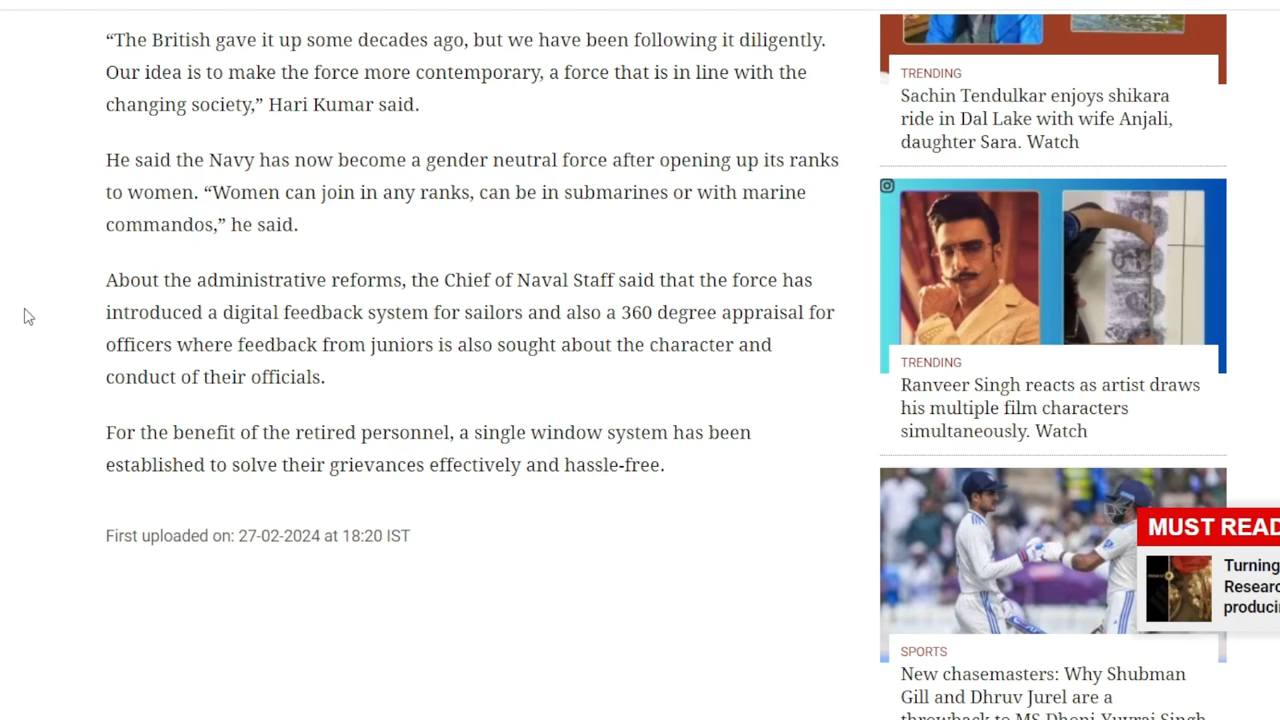 “The British gave it up some decades ago, but we have been following it diligently.
Our idea is to make the force more contemporary, a force that is in line with the
changing society,” Hari Kumar said.
He said the Navy has now become a gender neutral force after opening up its ranks
to women. “Women can join in any ranks, can be in submarines or with marine
commandos,” he said.
About the administrative reforms, the Chief of Naval Staff said that the force has
introduced a digital feedback system for sailors and also a 360 degree appraisal for
officers where feedback from juniors is also sought about the character and
conduct of their officials.
For the benefit of the retired personnel, a single window system has been
established to solve their grievances effectively and hassle-free.
First uploaded on: 27-02-2024 at 18:20 IST
TRENDING
Sachin Tendulkar enjoys shikara
ride in Dal Lake with wife Anjali,
daughter Sara. Watch
TRENDING
Ranveer Singh reacts as artist draws
his multiple film characters
simultaneously. Watch
SPORTS
New chasemasters: Why Shubman
Gill and Dhruv Jurel are a
throwback to MS Dhoni Yuvraj Singh
MUST READ
Turning